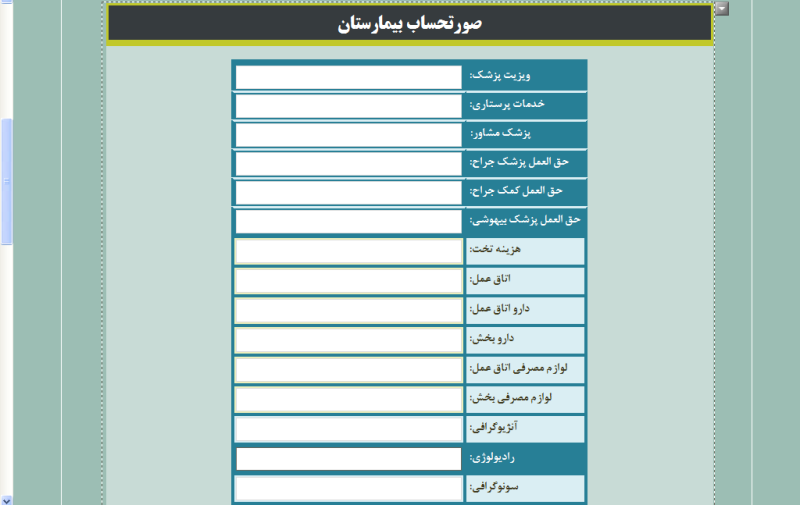 صورتحساب بیمارستان
ویزیت پزشک:
خدمات پرستاری:
پزشک مشاور:
حق العمل پزشک جراح:
حق العمل کمک جراح:
حق العمل پزشک بیهوشی:
هزینه تخت:
اتاق عمل:
دارو اتاق عمل:
دارو بخش:
لوازم مصرفی اتاق عمل:
لوازم مصرفی بخش:
آنژیوگرافی:
رادیولوژی:
سونوگرافی: